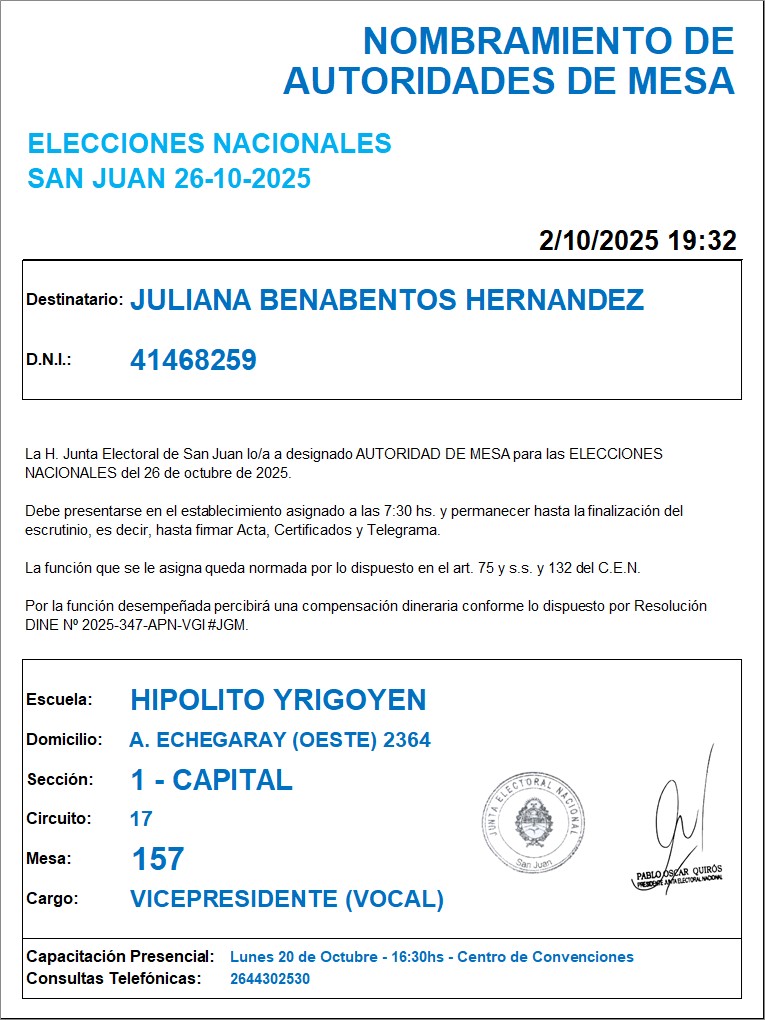 NOMBRAMIENTO DE
AUTORIDADES DE MESA
ELECCIONES NACIONALES
SAN JUAN 26-10-2025
2/10/2025 19:32
Destinatario: JULIANA BENABENTOS HERNANDEZ
D.N.I.: 41468259
La H. Junta Electoral de San Juan lo/a a designado AUTORIDAD DE MESA para las ELECCIONES
NACIONALES del 26 de octubre de 2025.
Debe presentarse en el establecimiento asignado a las 7:30 hs. y permanecer hasta la finalización del
escrutinio, es decir, hasta firmar Acta, Certificados y Telegrama.
La función que se le asigna queda normada por lo dispuesto en el art. 75 y s.s. y 132 del C.E.N.
Por la función desempeñada percibirá una compensación dineraria conforme lo dispuesto por Resolución
DINE Nº 2025-347-APN-VGI#JGM.
Escuela: HIPOLITO YRIGOYEN
Domicilio: A. ECHEGARAY (OESTE) 2364
Sección: 1 - CAPITAL
Circuito: 17
Mesa: 157
Cargo: VICEPRESIDENTE (VOCAL)
JUNTA ELECTORAL NACIONAL
San Juan
PABLO OSCAR QUIRÓS
PRESIDENTE JUNTA ELECTORAL NACIONAL
Capacitación Presencial: Lunes 20 de Octubre - 16:30hs - Centro de Convenciones
Consultas Telefónicas: 2644302530